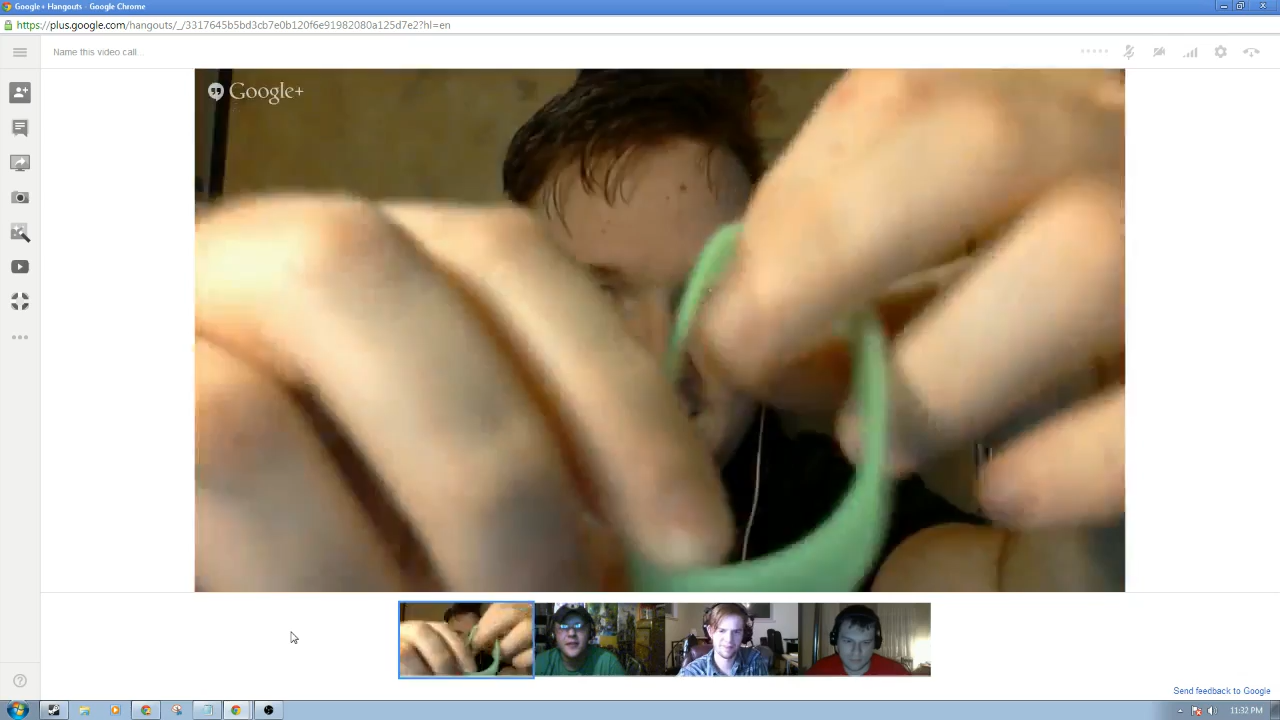 Google+ Hangouts - Google Chrome
https://plus.google.com/hangouts/_/3317645b5bd3cb7e0b120f6e91982080a125d7e2?hl=en
Name this video call...
Google+
Send feedback to Google
11:32 PM